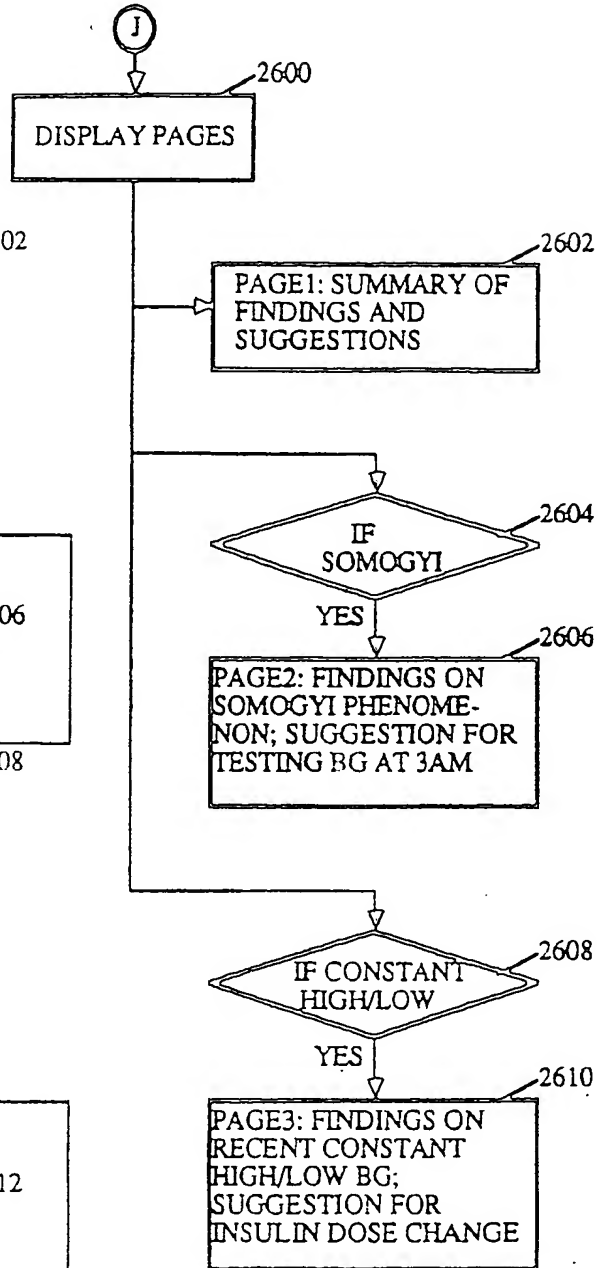 J
2600
DISPLAY PAGES
02
2602
PAGE1: SUMMARY OF
FINDINGS AND
SUGGESTIONS
2604
IF
SOMOGYI
YES
06
2606
PAGE2: FINDINGS ON
SOMOGYI PHENOME-
NON; SUGGESTION FOR
TESTING BG AT 3AM
08
2608
IF CONSTANT
HIGH/LOW
YES
2610
PAGE3: FINDINGS ON
RECENT CONSTANT
HIGH/LOW BG;
SUGGESTION FOR
INSULIN DOSE CHANGE
12